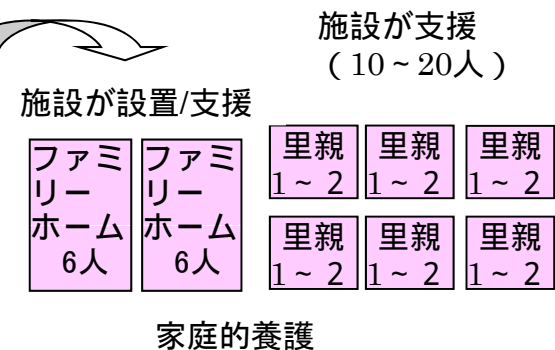 施設が支援
（10～20人）
施設が設置/支援
ファミ
リー
ホーム
6人
ファミ
リー
ホーム
6人
里親
1～2
里親
1～2
里親
1～2
里親
1～2
里親
1～2
里親
1～2
家庭的養護